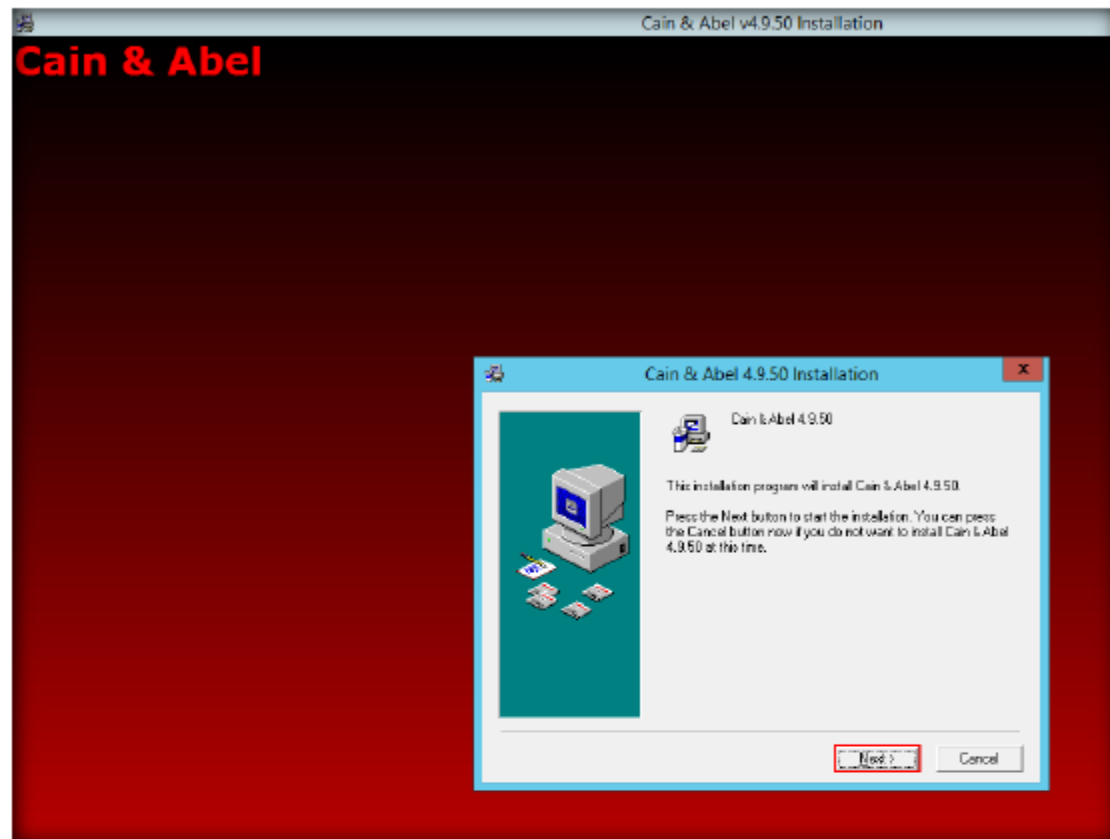 Cain & Abel v4.9.50 Installation
Cain & Abel
Cain & Abel 4.9.50 Installation
x
Cain & Abel 4.9.50
This installation program will install Cain & Abel 4.9.50.
Press the Next button to start the installation. You can press
the Cancel button now if you do not want to install Cain & Abel
4.9.50 at this time.
Next >
Cancel